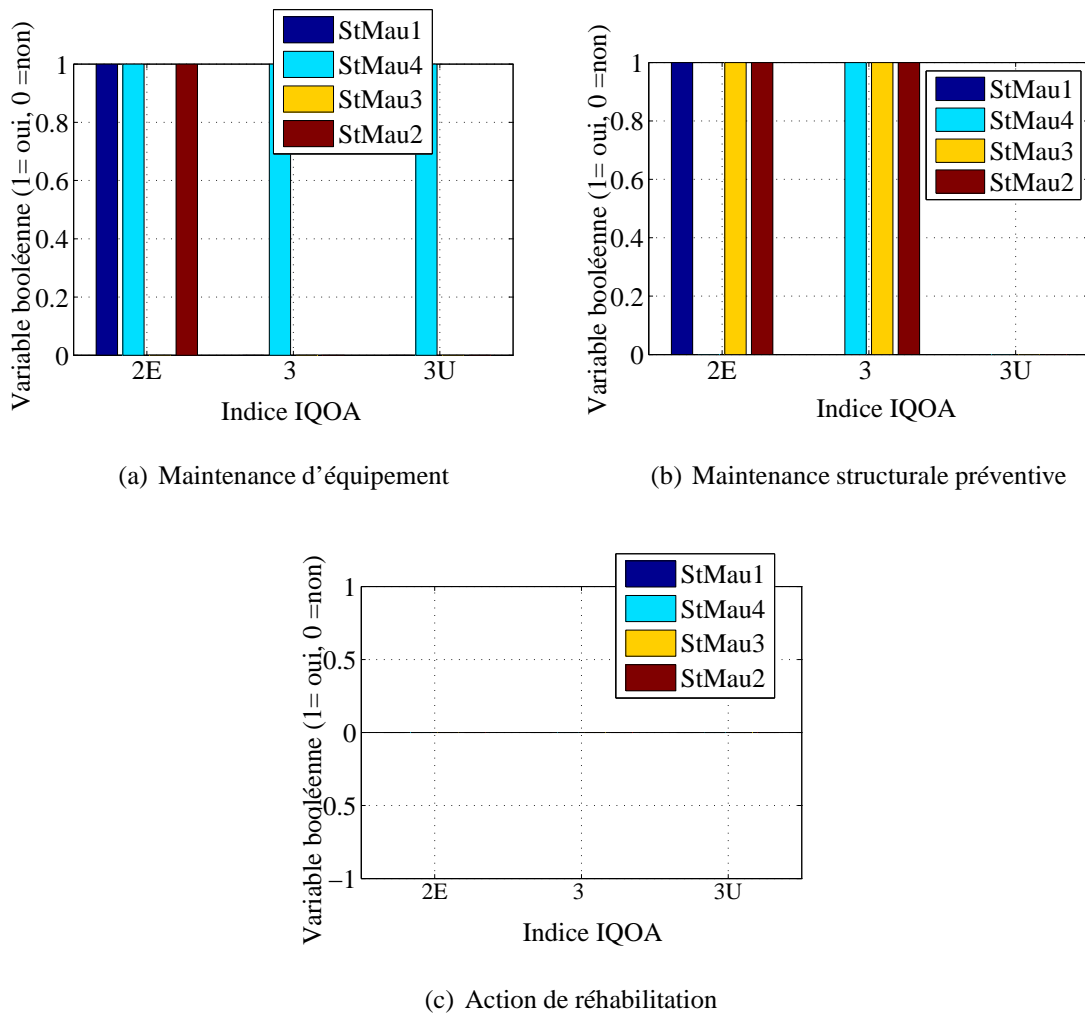 StMau1
StMau4
StMau3
StMau2
Variable booléenne (1= oui, 0 =non)
1
0.8
0.6
0.4
0.2
0
2E
3
3U
Indice IQOA
(a) Maintenance d'équipement
StMau1
StMau4
StMau3
StMau2
Variable booléenne (1= oui, 0 =non)
1
0.8
0.6
0.4
0.2
0
2E
3
3U
Indice IQOA
(b) Maintenance structurale préventive
StMau1
StMau4
StMau3
StMau2
Variable booléenne (1= oui, 0 =non)
1
0.5
0
−0.5
−1
2E
3
3U
Indice IQOA
(c) Action de réhabilitation